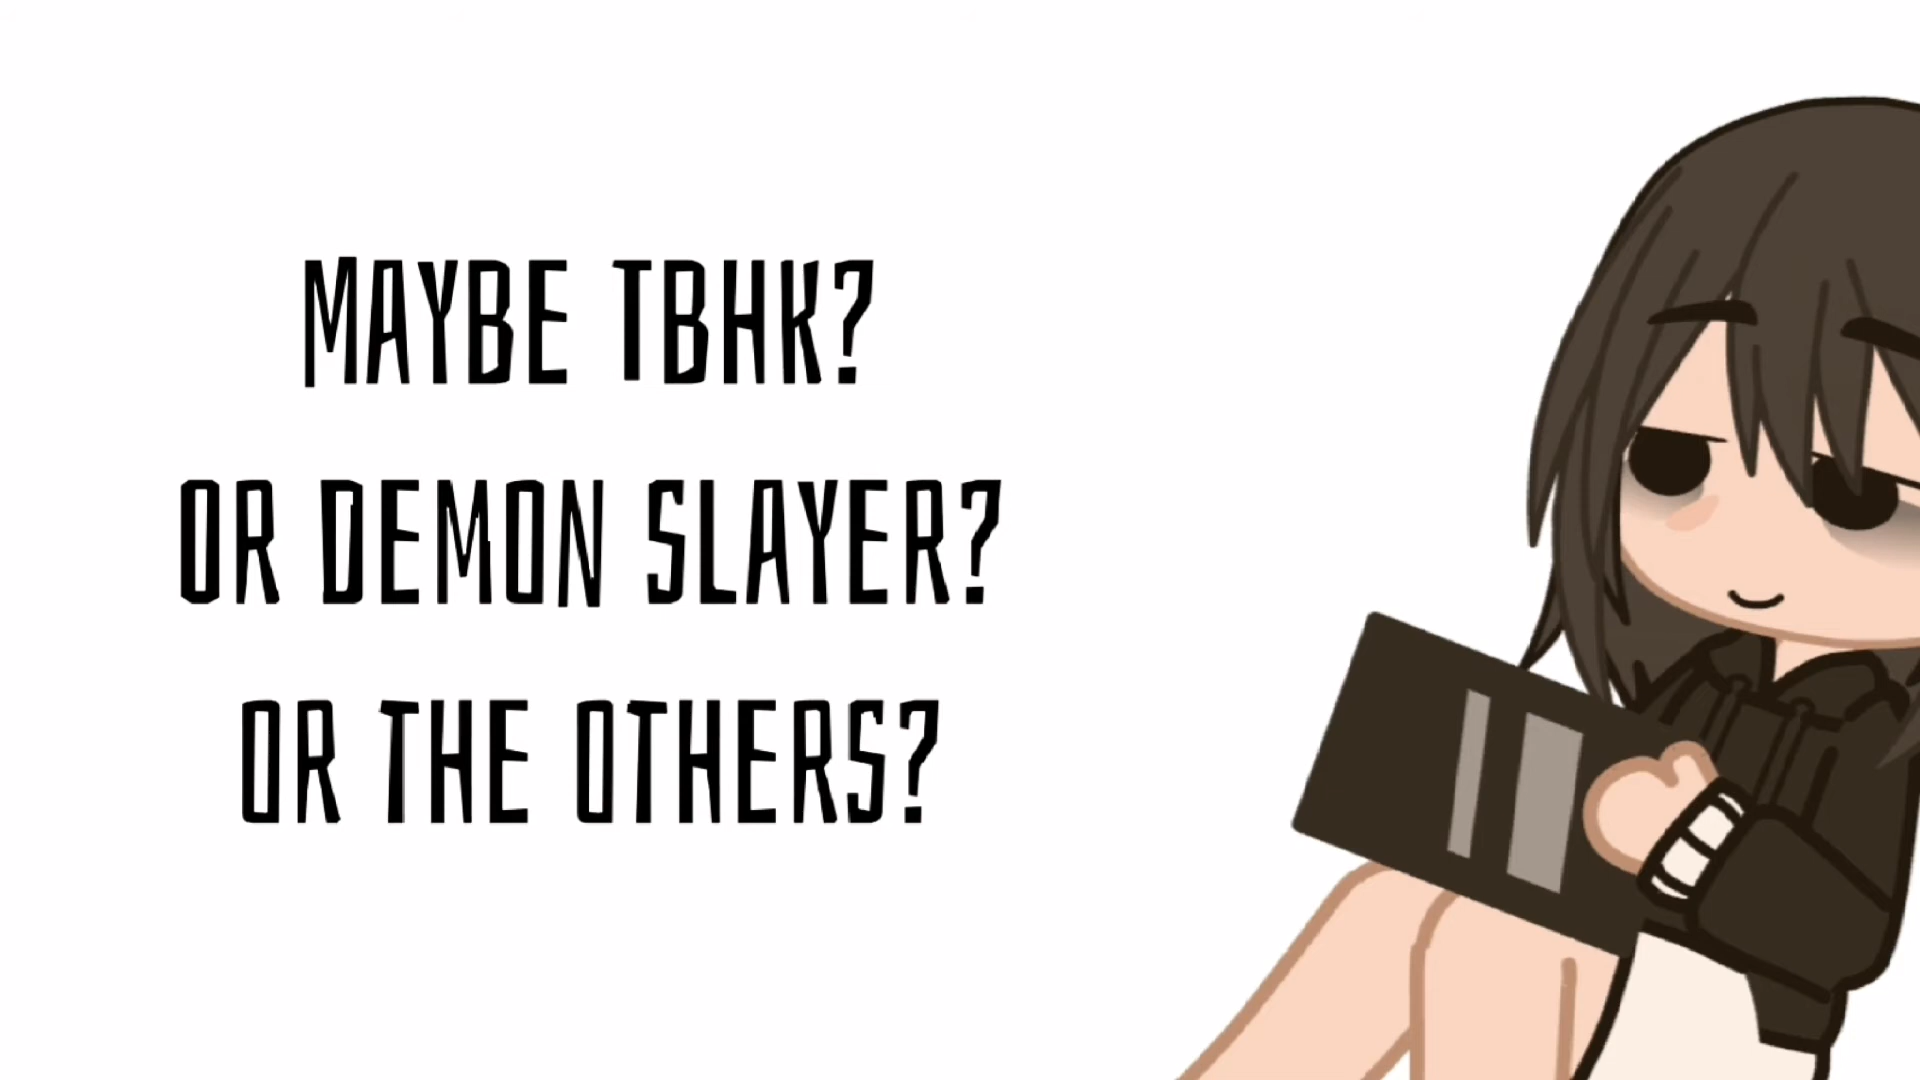 MAYBE TBHK?
OR DEMON SLAYER?
OR THE OTHERS?